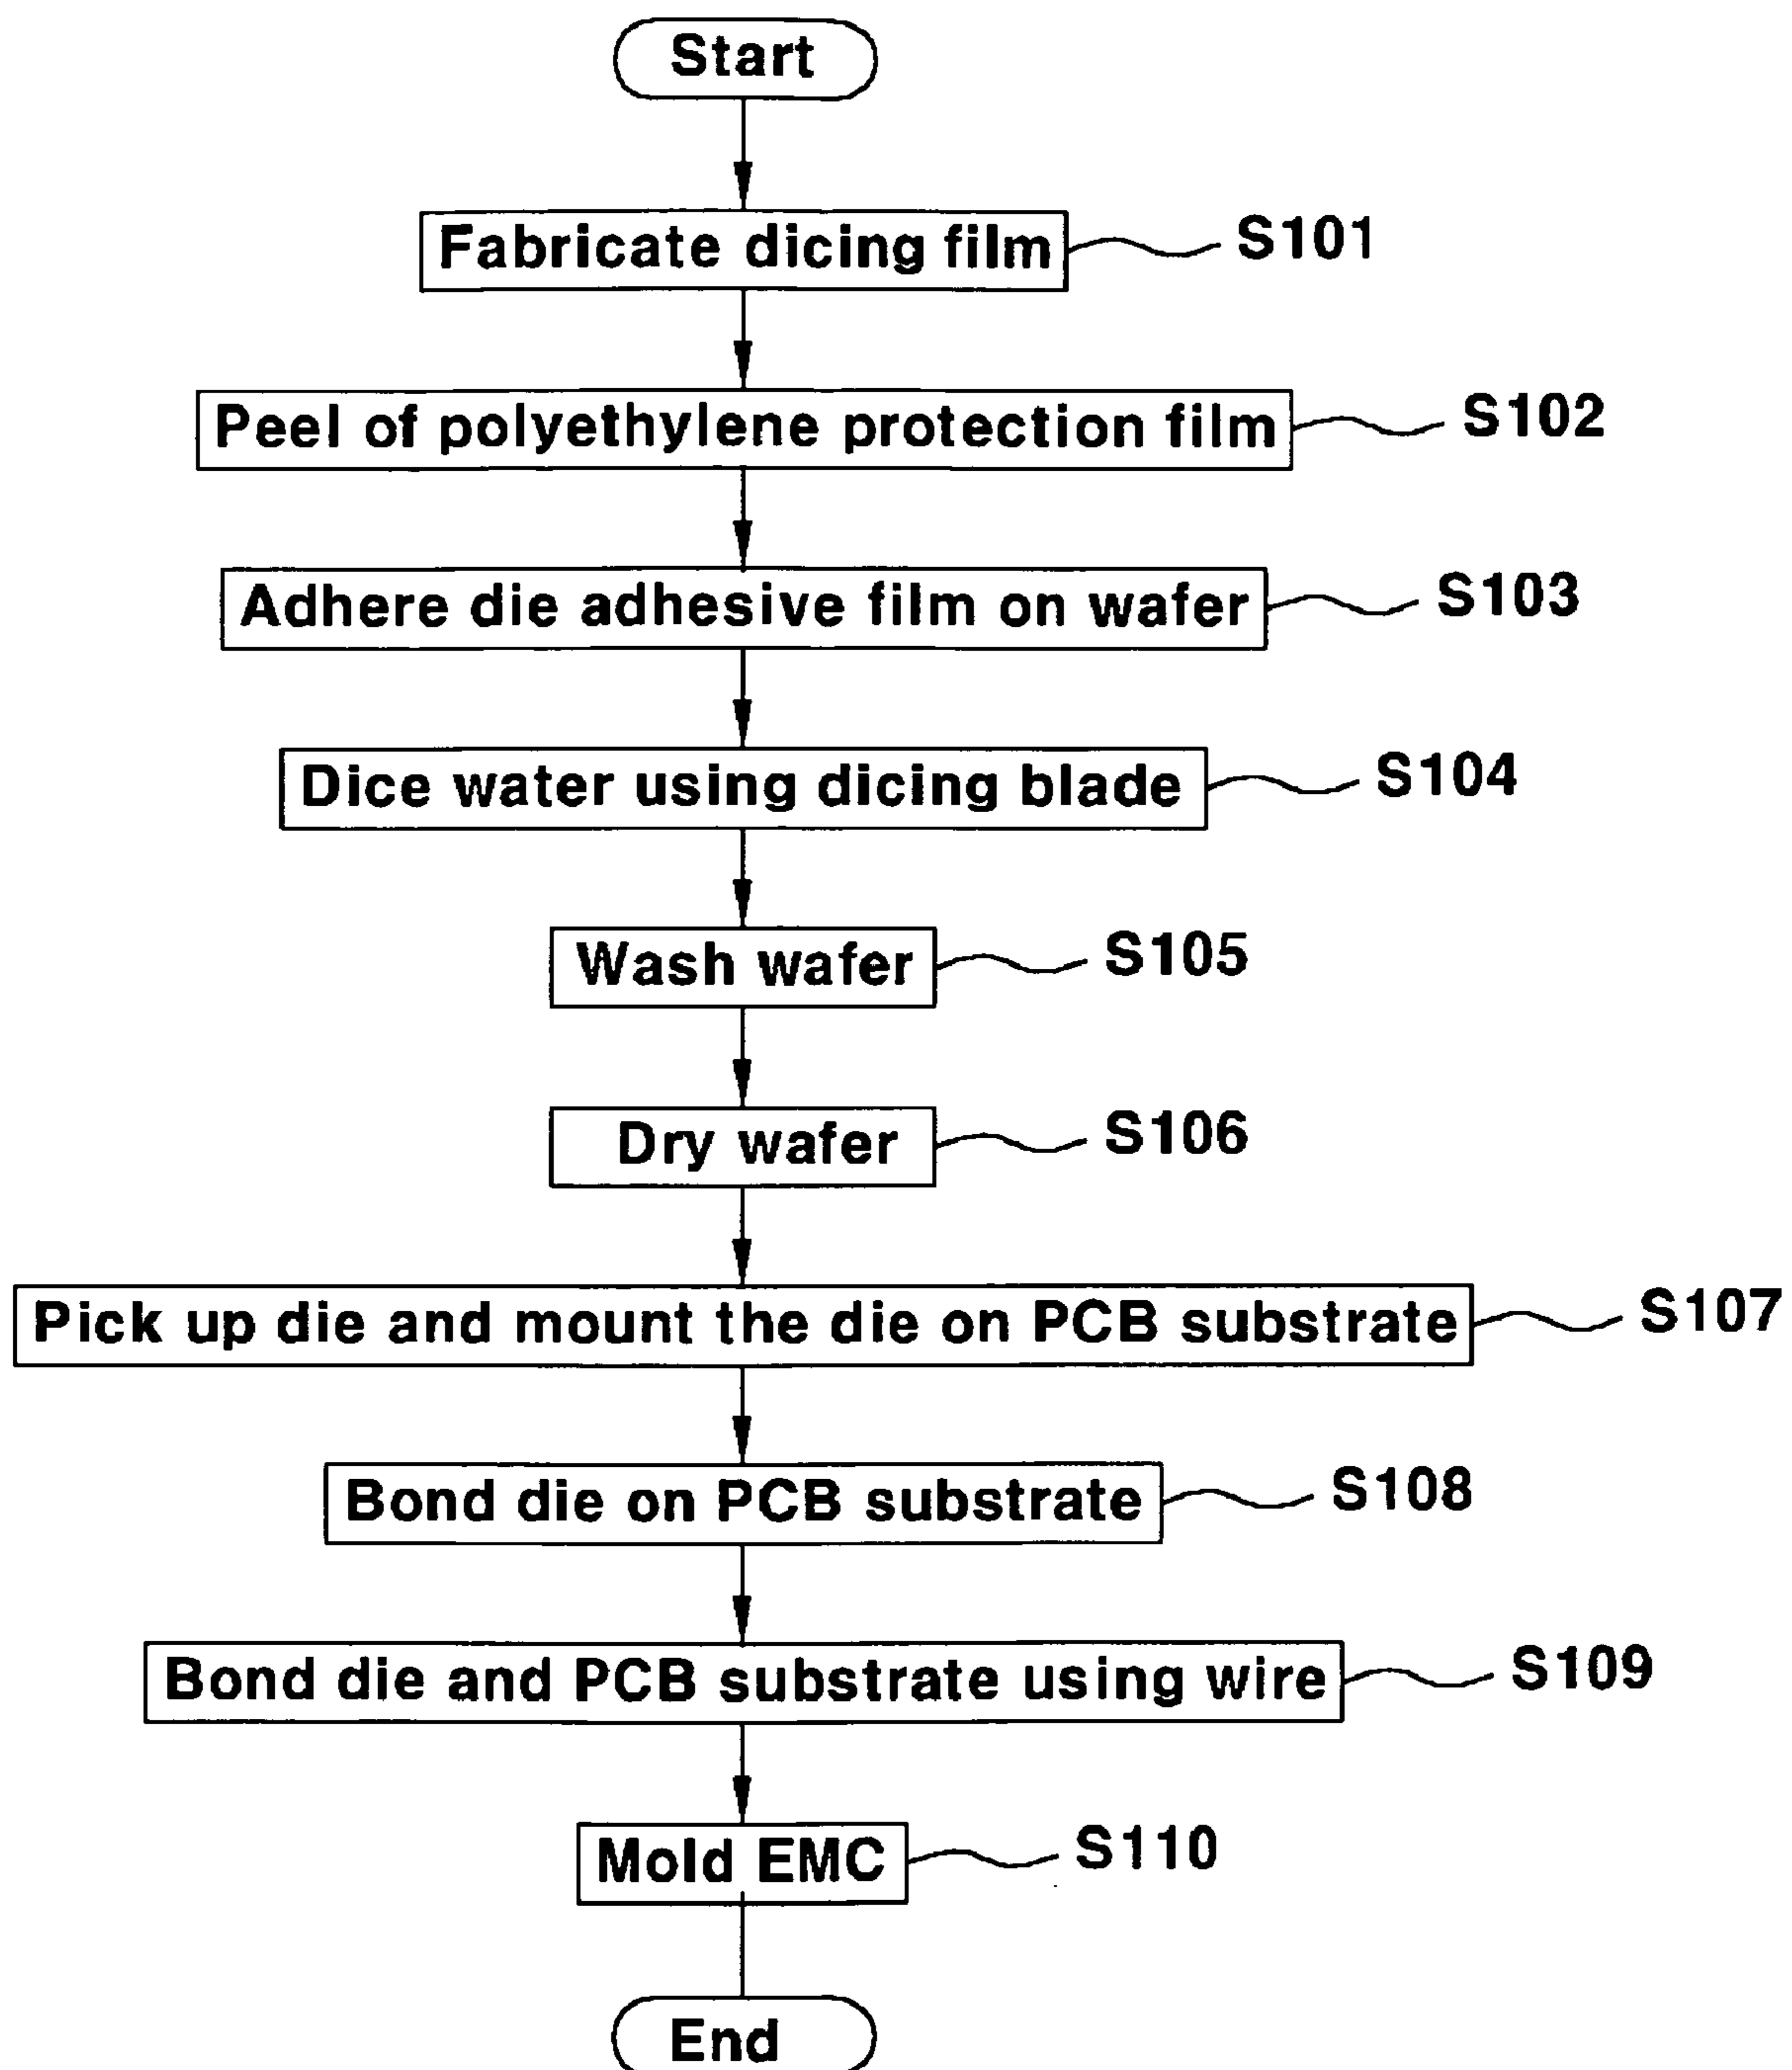 Start
Fabricate dicing film S101
Peel of polyethylene protection film S102
Adhere die adhesive film on wafer S103
Dice water using dicing blade S104
Wash wafer S105
Dry wafer S106
Pick up die and mount the die on PCB substrate S107
Bond die on PCB substrate S108
Bond die and PCB substrate using wire S109
Mold EMC S110
End